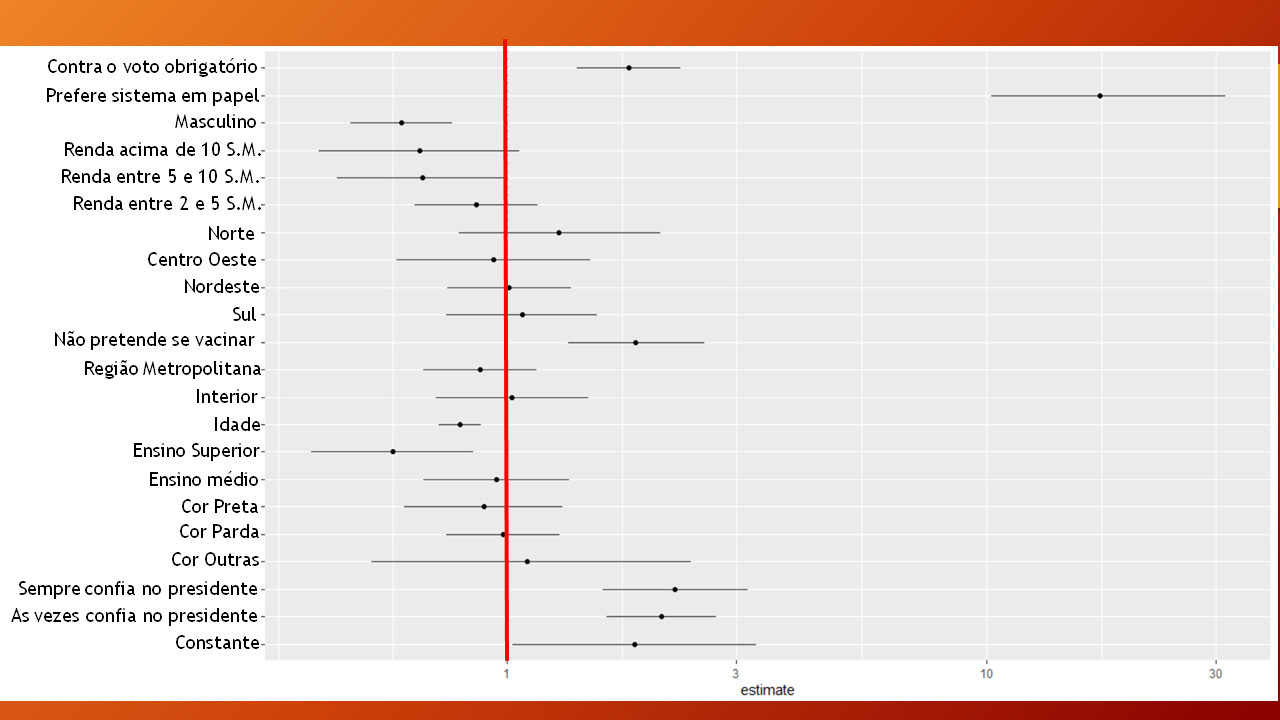 Contra o voto obrigatório
Prefere sistema em papel
Masculino
Renda acima de 10 S.M.
Renda entre 5 e 10 S.M.
Renda entre 2 e 5 S.M.
Norte
Centro Oeste
Nordeste
Sul
Não pretende se vacinar
Região Metropolitana
Interior
Idade
Ensino Superior
Ensino médio
Cor Preta
Cor Parda
Cor Outras
Sempre confia no presidente
As vezes confia no presidente
Constante
1 3 10 30
estimate